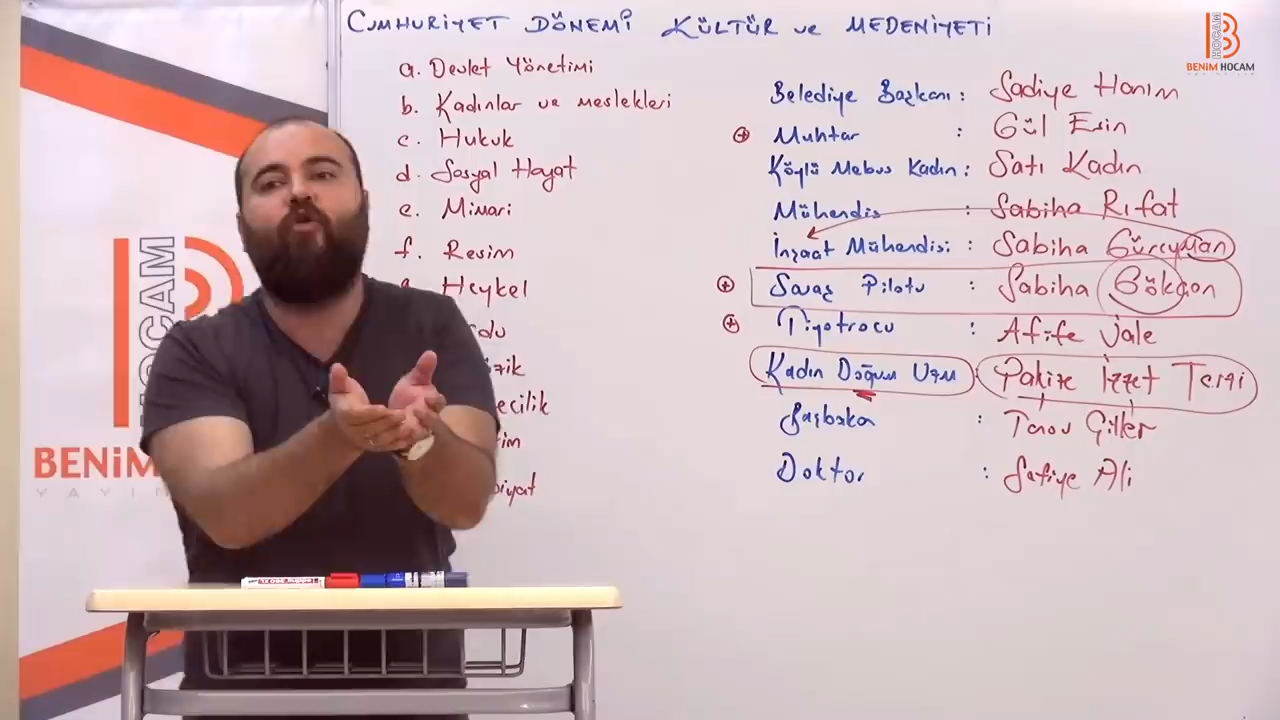 CUMHURİYET DÖNEMİ KÜLTÜR ve MEDENİYETİ
a. Devlet Yönetimi
b. Kadınlar ve meslekleri
c. Hukuk
d. Sosyal Hayat
e. Mimari
f. Resim
Heykel
Belediye Başkanı : Sadiye Hanım
Muhtar : Gül Esin
Köylü Mebus Kadın : Satı Kadın
Mühendis : Sabiha Rıfat
İnşaat Mühendisi : Sabiha Güreyman
Savaş Pilotu : Sabiha Gökçen
Tiyatrocu : Afife Jale
Kadın Doğum Uzm : Pakize İzzet Tarzi
Başbakan : Tansu Çiller
Doktor : Safiye Ali
BENİM HOCAM
HOCAM
BENİM